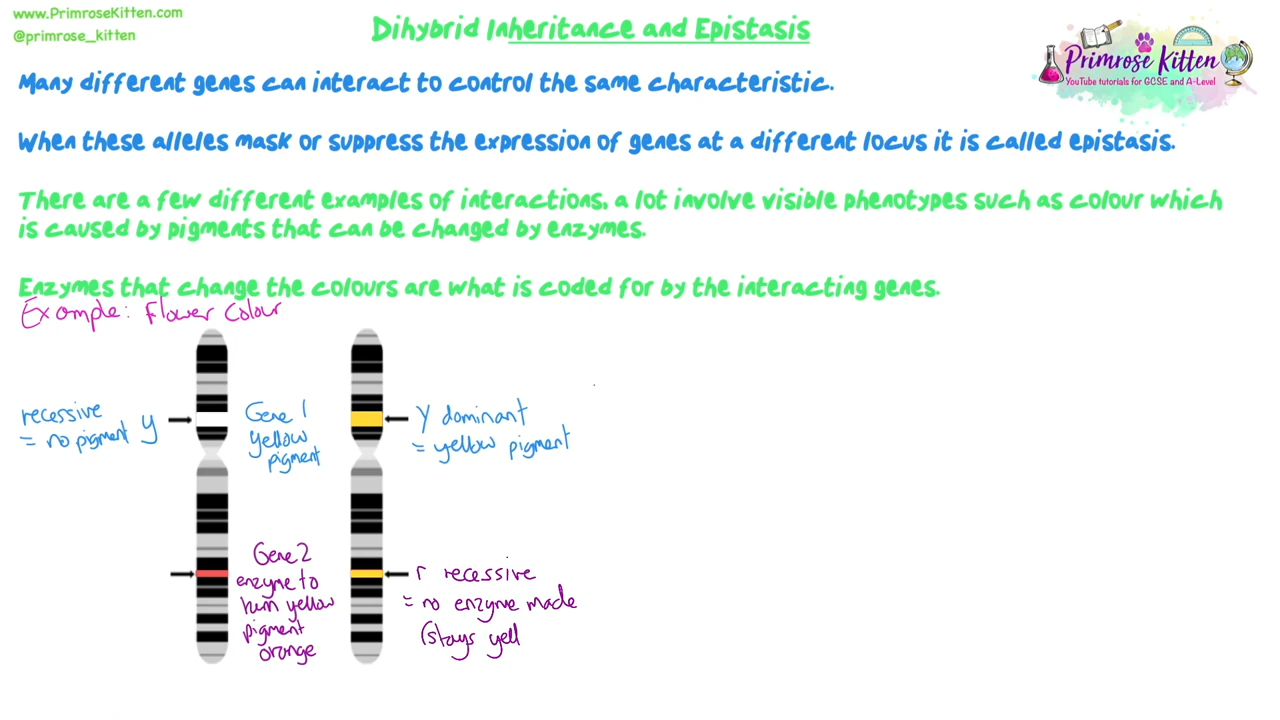 www.PrimroseKitten.com
@primrose_kitten
Dihybrid Inheritance and Epistasis
Primrose Kitten
YouTube tutorials for GCSE and A-Level
Many different genes can interact to control the same characteristic.
When these alleles mask or suppress the expression of genes at a different locus it is called epistasis.
There are a few different examples of interactions, a lot involve visible phenotypes such as colour which
is caused by pigments that can be changed by enzymes.
Enzymes that change the colours are what is coded for by the interacting genes.
Example: Flower Colour
recessive
= no pigment y
Gene 1
yellow
pigment
Y dominant
= yellow pigment
Gene 2
enzyme to
turn yellow
pigment
orange
r recessive
= no enzyme made
(stays yell